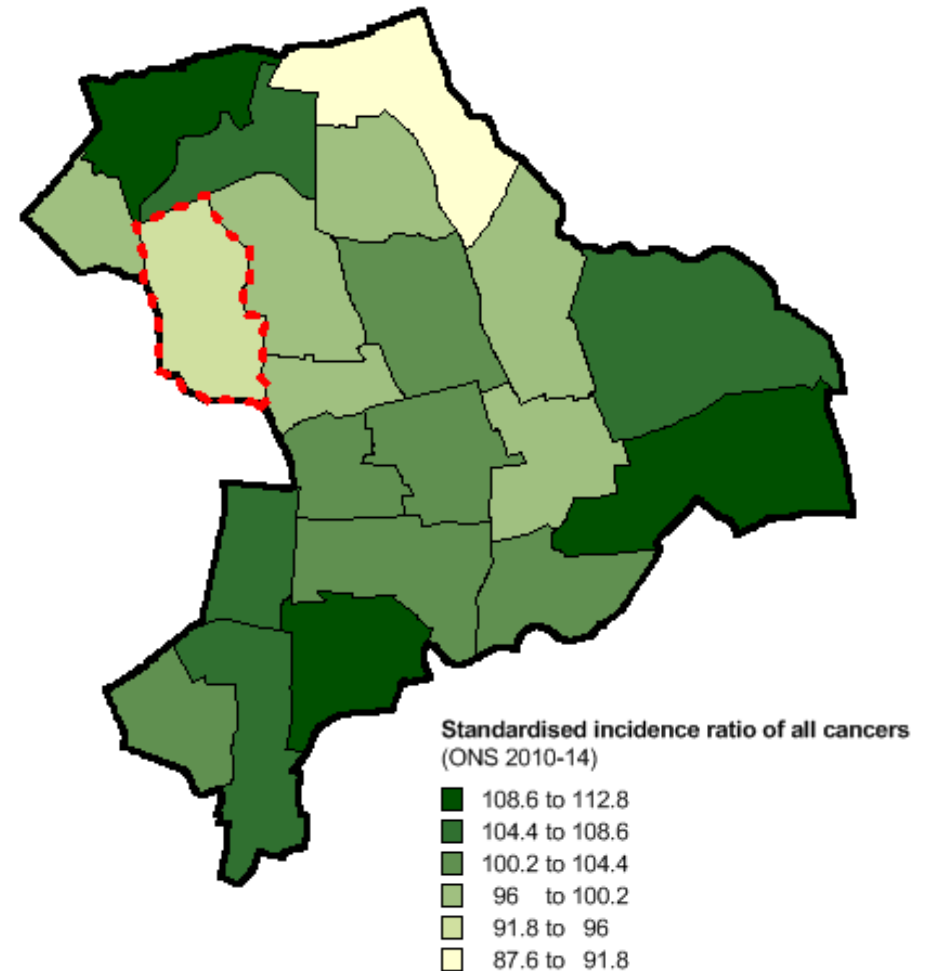 Standardised incidence ratio of all cancers
(ONS 2010-14)
108.6 to 112.8
104.4 to 108.6
100.2 to 104.4
96 to 100.2
91.8 to 96
87.6 to 91.8